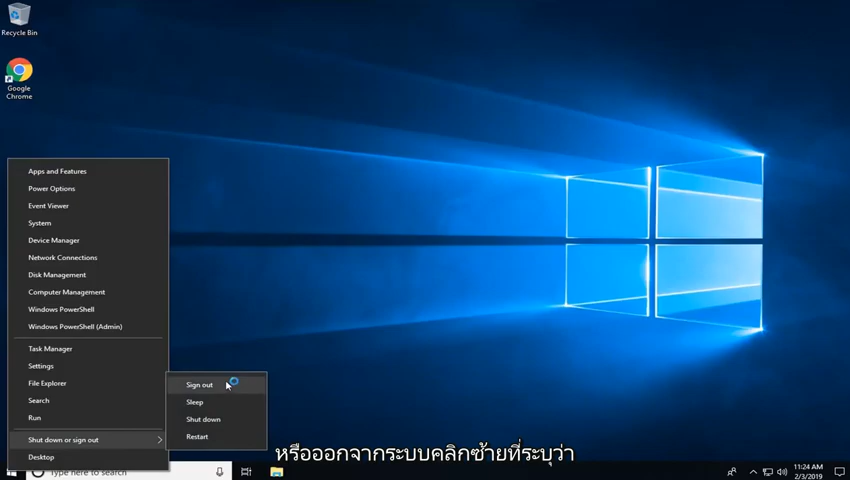 Recycle Bin
Google
Chrome
Apps and Features
Power Options
Event Viewer
System
Device Manager
Network Connections
Disk Management
Computer Management
Windows PowerShell
Windows PowerShell (Admin)
Task Manager
Settings
File Explorer
Search
Run
Shut down or sign out
Desktop
Sign out
Sleep
Shut down
Restart
หรือออกจากระบบคลิกซ้ายที่ระบุว่า
Type here to search
11:24 AM
2/3/2019